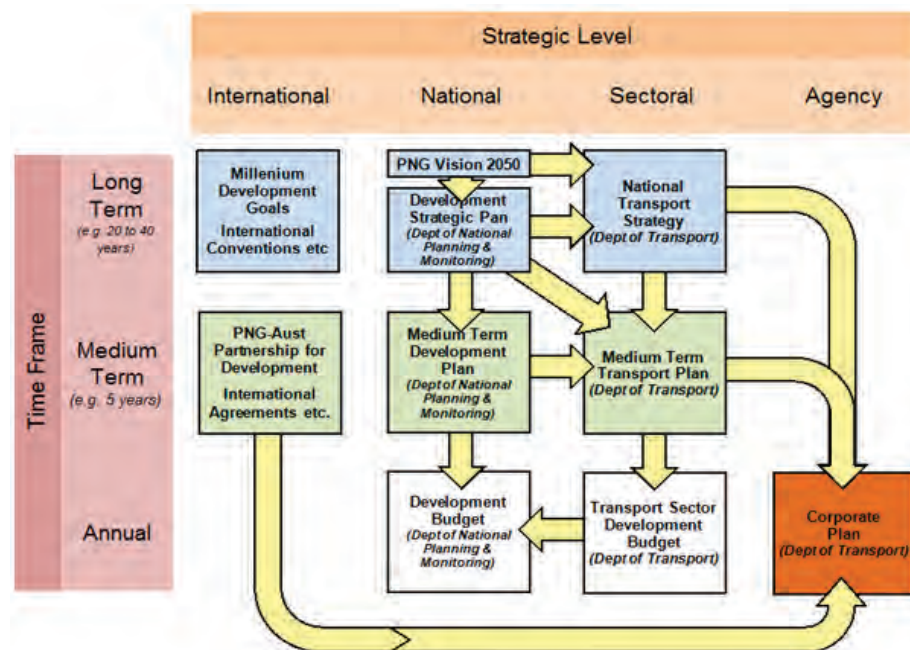 Strategic Level
International
National
Sectoral
Agency
Time Frame
Long
Term
(e.g. 20 to 40
years)
Millenium
Development
Goals
International
Conventions etc
PNG Vision 2050
Development
Strategic Pan
(Dept of National
Planning &
Monitoring)
National
Transport
Strategy
(Dept of Transport)
Medium
Term
(e.g. 5 years)
PNG-Aust
Partnership for
Development
International
Agreements etc.
Medium Term
Development
Plan
(Dept of National
Planning &
Monitoring)
Medium Term
Transport Plan
(Dept of Transport)
Annual
Development
Budget
(Dept of National
Planning &
Monitoring)
Transport Sector
Development
Budget
(Dept of Transport)
Corporate
Plan
(Dept of Transport)